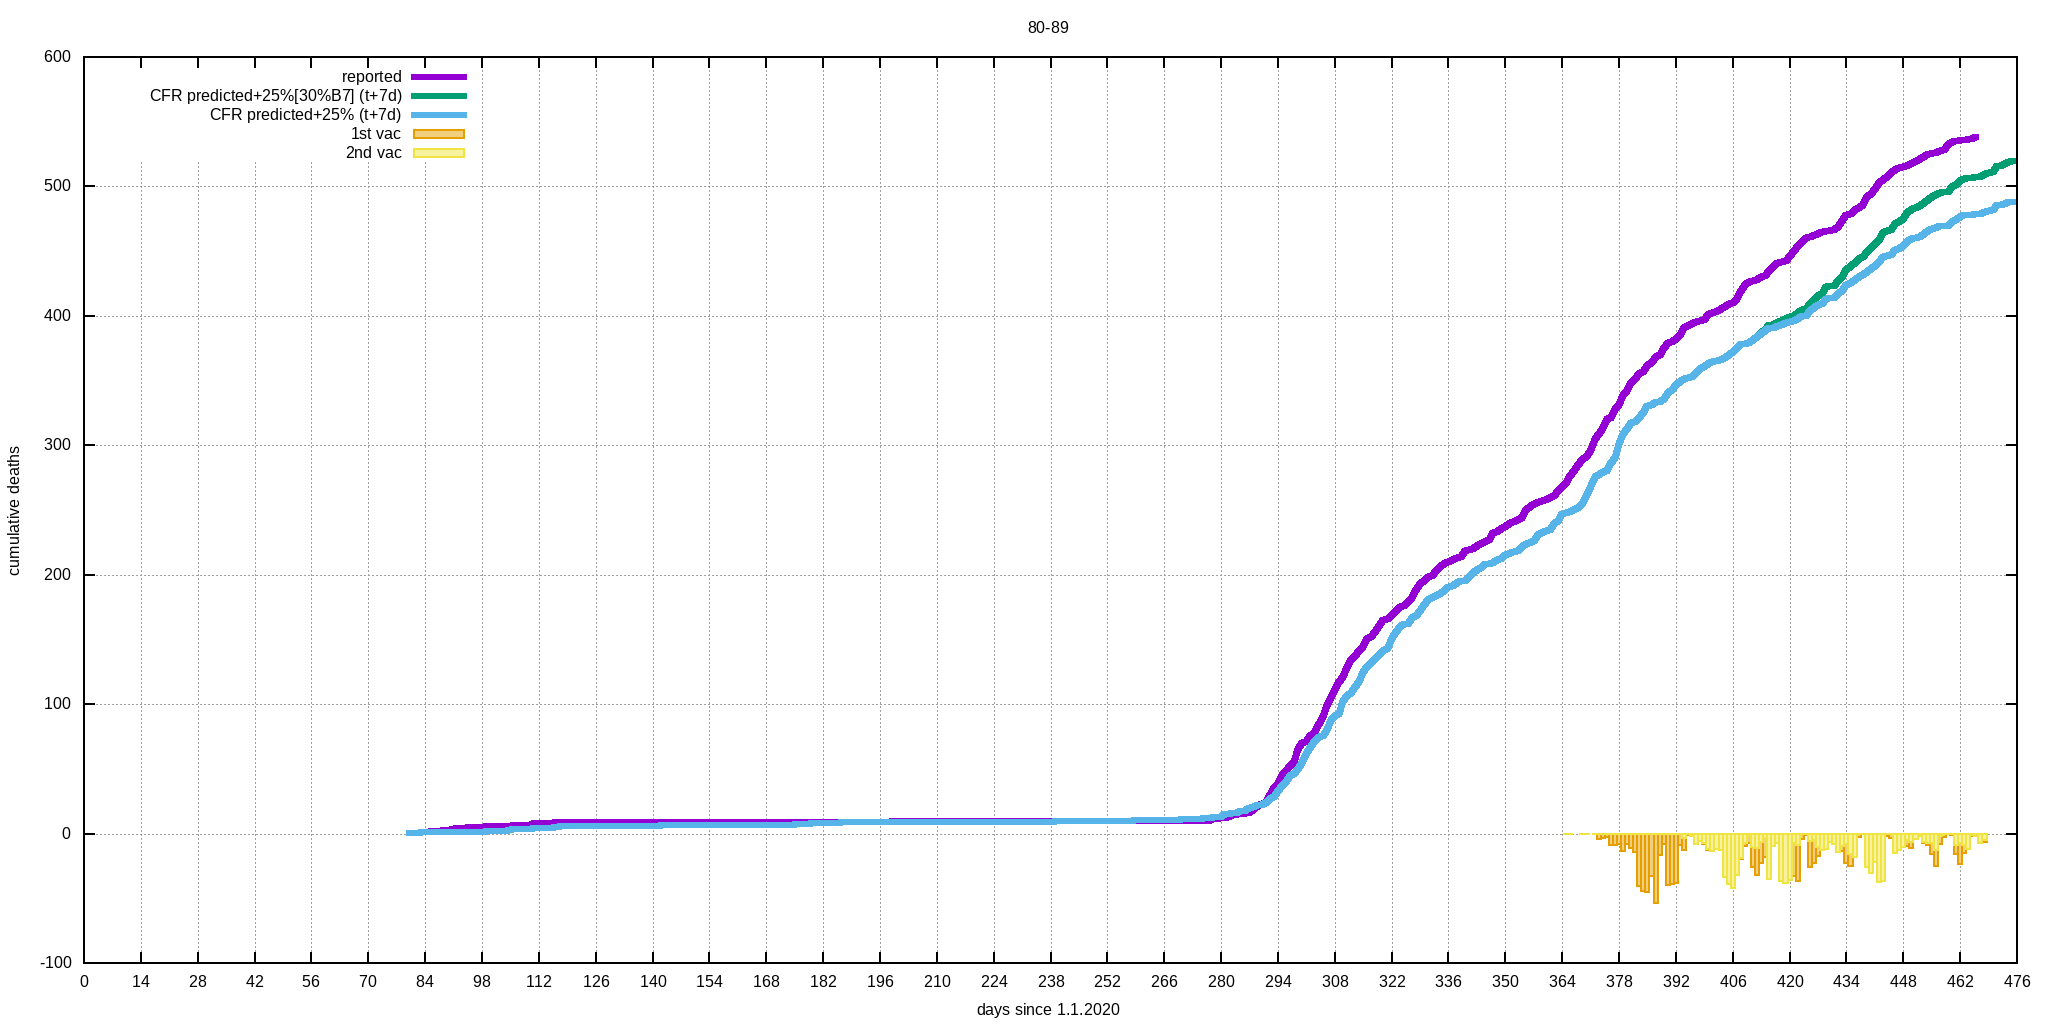 80-89
600
500
400
300
200
100
0
-100
reported
CFR predicted+25%[30%B7] (t+7d)
CFR predicted+25% (t+7d)
1st vac
2nd vac
cumulative deaths
0 14 28 42 56 70 84 98 112 126 140 154 168 182 196 210 224 238 252 266 280 294 308 322 336 350 364 378 392 406 420 434 448 462 476
days since 1.1.2020